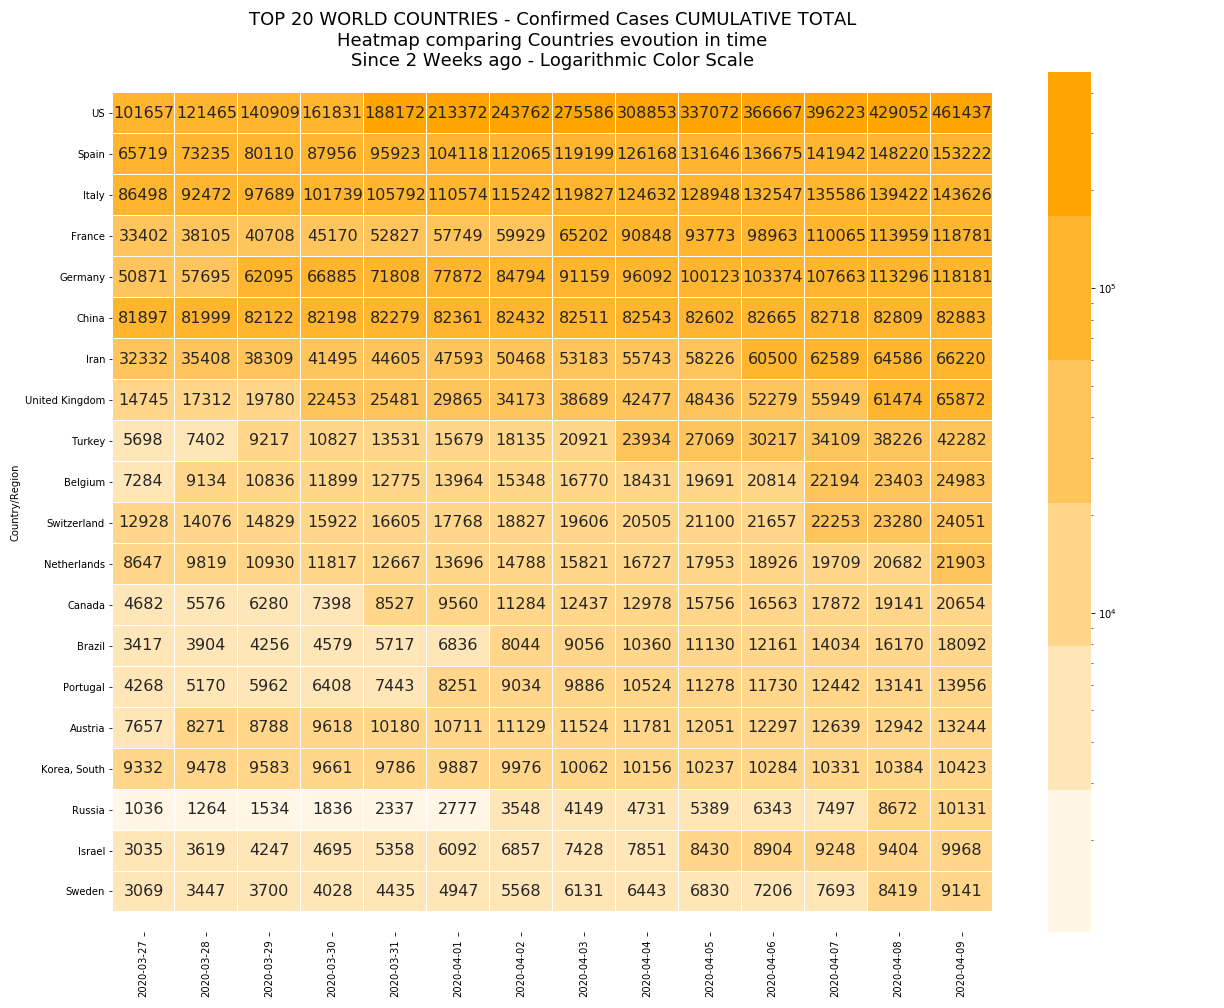 TOP 20 WORLD COUNTRIES - Confirmed Cases CUMULATIVE TOTAL
Heatmap comparing Countries evoution in time
Since 2 Weeks ago - Logarithmic Color Scale
US 101657 121465 140909 161831 188172 213372 243762 275586 308853 337072 366667 396223 429052 461437
Spain 65719 73235 80110 87956 95923 104118 112065 119199 126168 131646 136675 141942 148220 153222
Italy 86498 92472 97689 101739 105792 110574 115242 119827 124632 128948 132547 135586 139422 143626
France 33402 38105 40708 45170 52827 57749 59929 65202 90848 93773 98963 110065 113959 118781
Germany 50871 57695 62095 66885 71808 77872 84794 91159 96092 100123 103374 107663 113296 118181
10⁵
China 81897 81999 82122 82198 82279 82361 82432 82511 82543 82602 82665 82718 82809 82883
Iran 32332 35408 38309 41495 44605 47593 50468 53183 55743 58226 60500 62589 64586 66220
United Kingdom 14745 17312 19780 22453 25481 29865 34173 38689 42477 48436 52279 55949 61474 65872
Turkey 5698 7402 9217 10827 13531 15679 18135 20921 23934 27069 30217 34109 38226 42282
Belgium 7284 9134 10836 11899 12775 13964 15348 16770 18431 19691 20814 22194 23403 24983
Country/Region
Switzerland 12928 14076 14829 15922 16605 17768 18827 19606 20505 21100 21657 22253 23280 24051
Netherlands 8647 9819 10930 11817 12667 13696 14788 15821 16727 17953 18926 19709 20682 21903
Canada 4682 5576 6280 7398 8527 9560 11284 12437 12978 15756 16563 17872 19141 20654
10⁴
Brazil 3417 3904 4256 4579 5717 6836 8044 9056 10360 11130 12161 14034 16170 18092
Portugal 4268 5170 5962 6408 7443 8251 9034 9886 10524 11278 11730 12442 13141 13956
Austria 7657 8271 8788 9618 10180 10711 11129 11524 11781 12051 12297 12639 12942 13244
Korea, South 9332 9478 9583 9661 9786 9887 9976 10062 10156 10237 10284 10331 10384 10423
Russia 1036 1264 1534 1836 2337 2777 3548 4149 4731 5389 6343 7497 8672 10131
Israel 3035 3619 4247 4695 5358 6092 6857 7428 7851 8430 8904 9248 9404 9968
Sweden 3069 3447 3700 4028 4435 4947 5568 6131 6443 6830 7206 7693 8419 9141
2020-03-27 2020-03-28 2020-03-29 2020-03-30 2020-03-31 2020-04-01 2020-04-02 2020-04-03 2020-04-04 2020-04-05 2020-04-06 2020-04-07 2020-04-08 2020-04-09